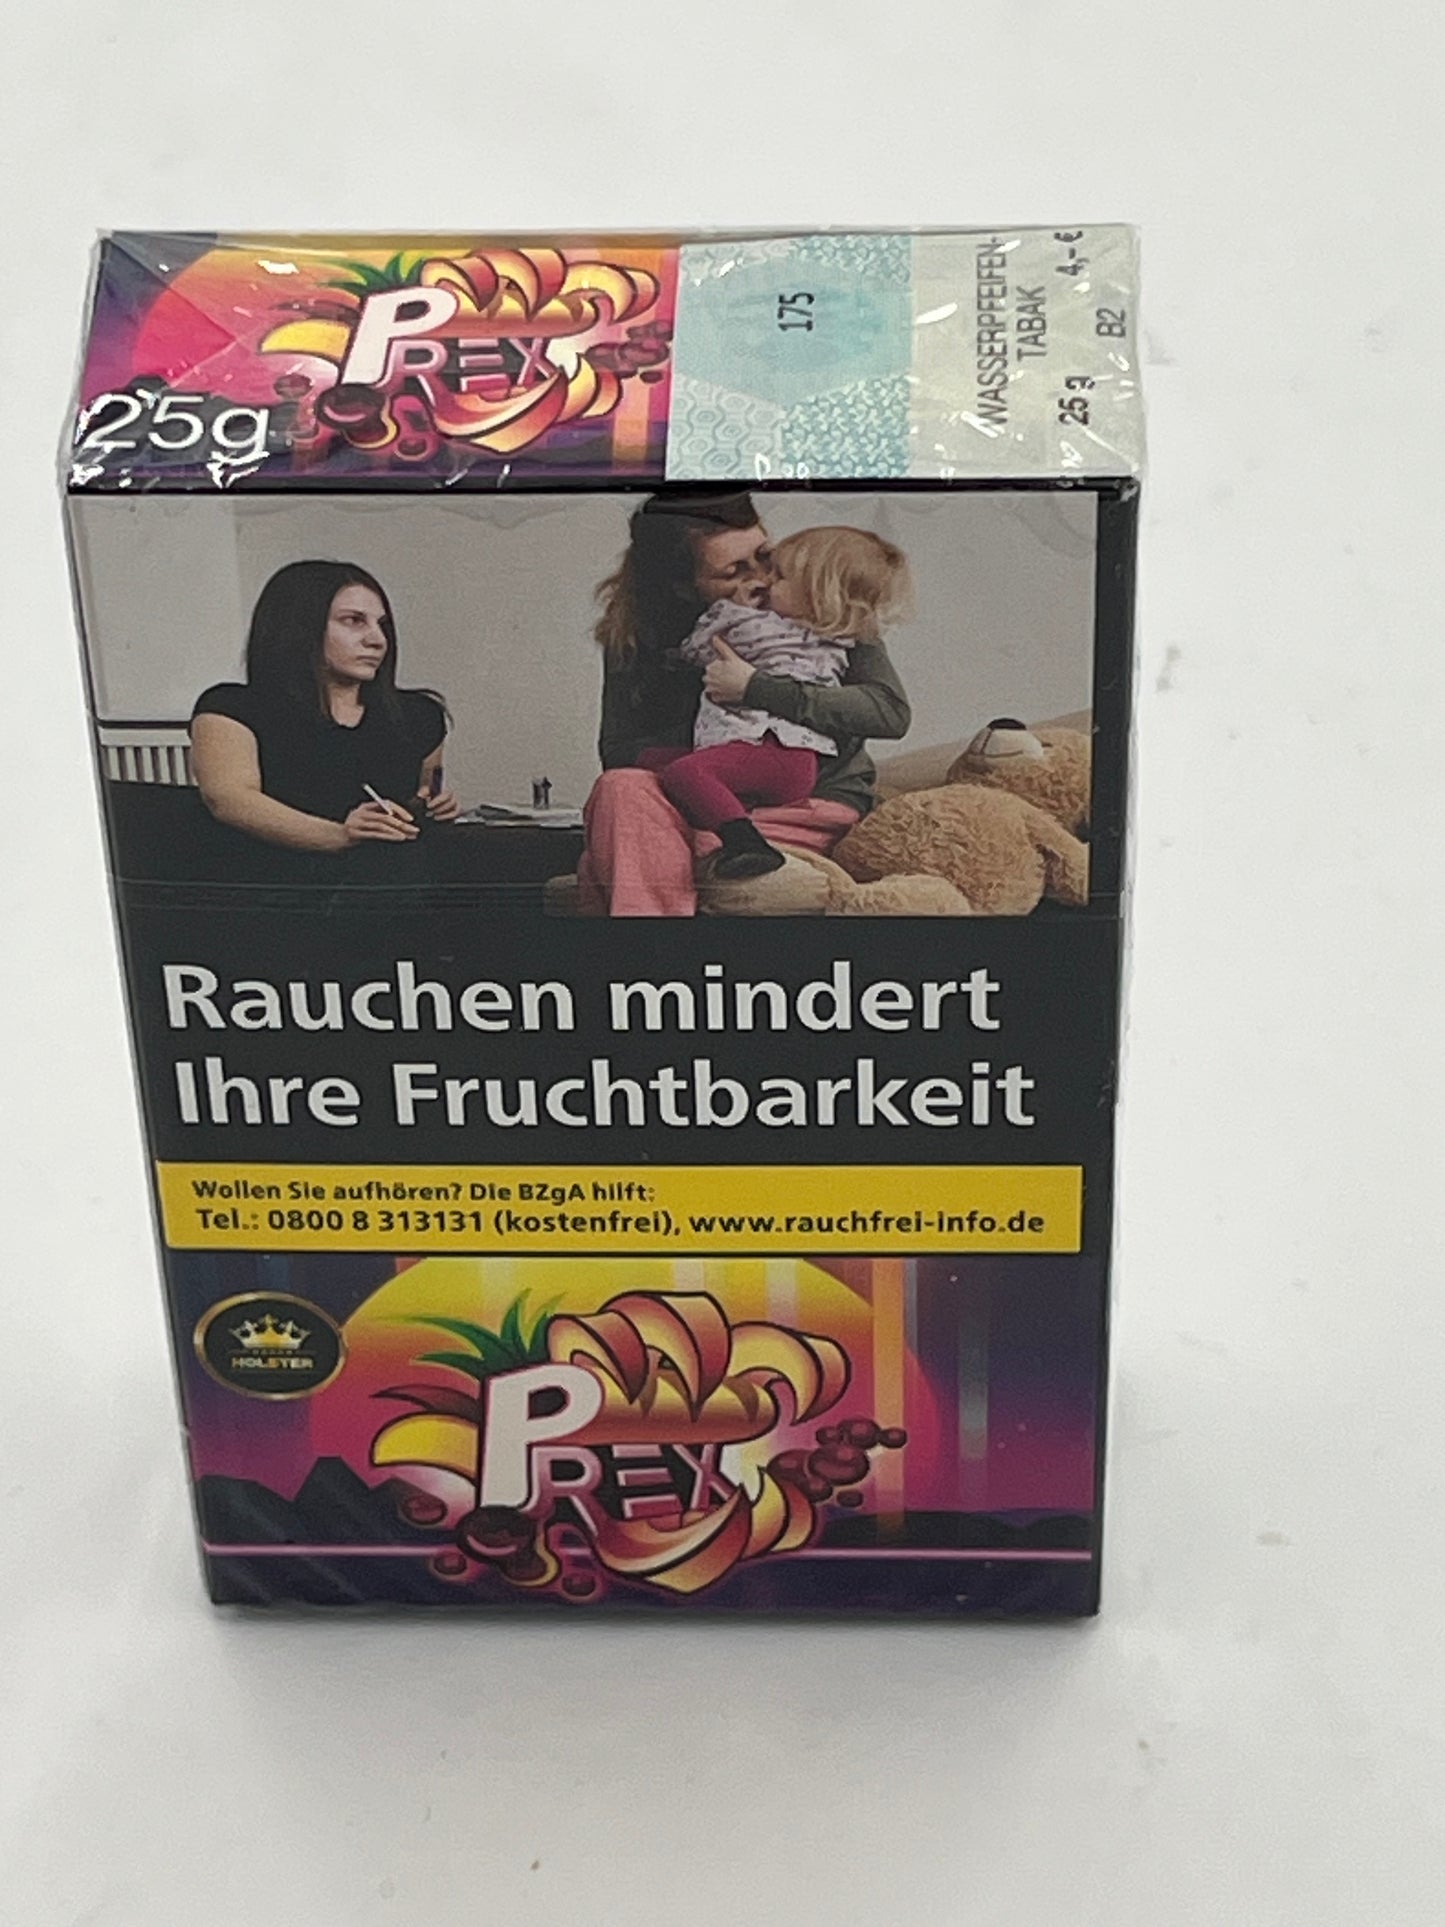 PREX
25g
175
WASSERPFEIFEN-
TABAK
25 g 4,- €
B2
Rauchen mindert
Ihre Fruchtbarkeit
Wollen Sie aufhören? Die BZgA hilft:
Tel.: 0800 8 313131 (kostenfrei), www.rauchfrei-info.de
HOLSTER
PREX